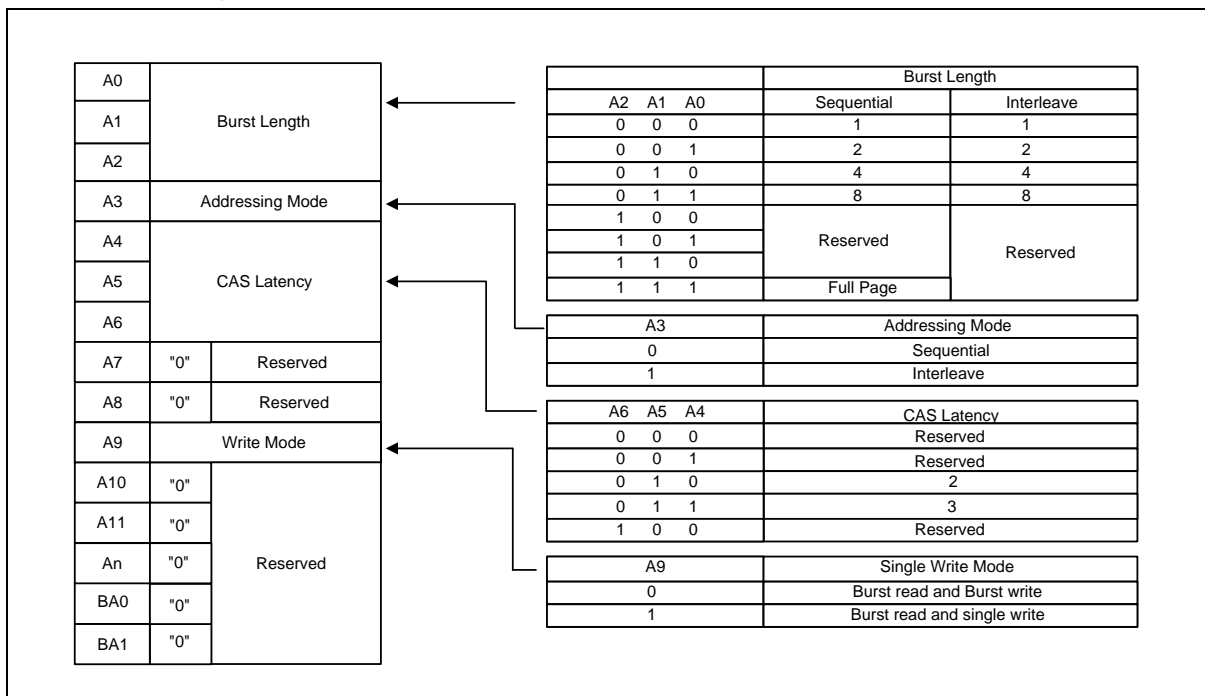 A0
A1
A2
Burst Length
A3 Addressing Mode
A4
A5
A6
CAS Latency
A7 "0" Reserved
A8 "0" Reserved
A9 Write Mode
A10 "0"
A11 "0"
An "0"
BA0 "0"
BA1 "0"
Reserved
Burst Length
A2 A1 A0 Sequential Interleave
0 0 0 1 1
0 0 1 2 2
0 1 0 4 4
0 1 1 8 8
1 0 0
1 0 1 Reserved Reserved
1 1 0
1 1 1 Full Page
A3 Addressing Mode
0 Sequential
1 Interleave
A6 A5 A4 CAS Latency
0 0 0 Reserved
0 0 1 Reserved
0 1 0 2
0 1 1 3
1 0 0 Reserved
A9 Single Write Mode
0 Burst read and Burst write
1 Burst read and single write